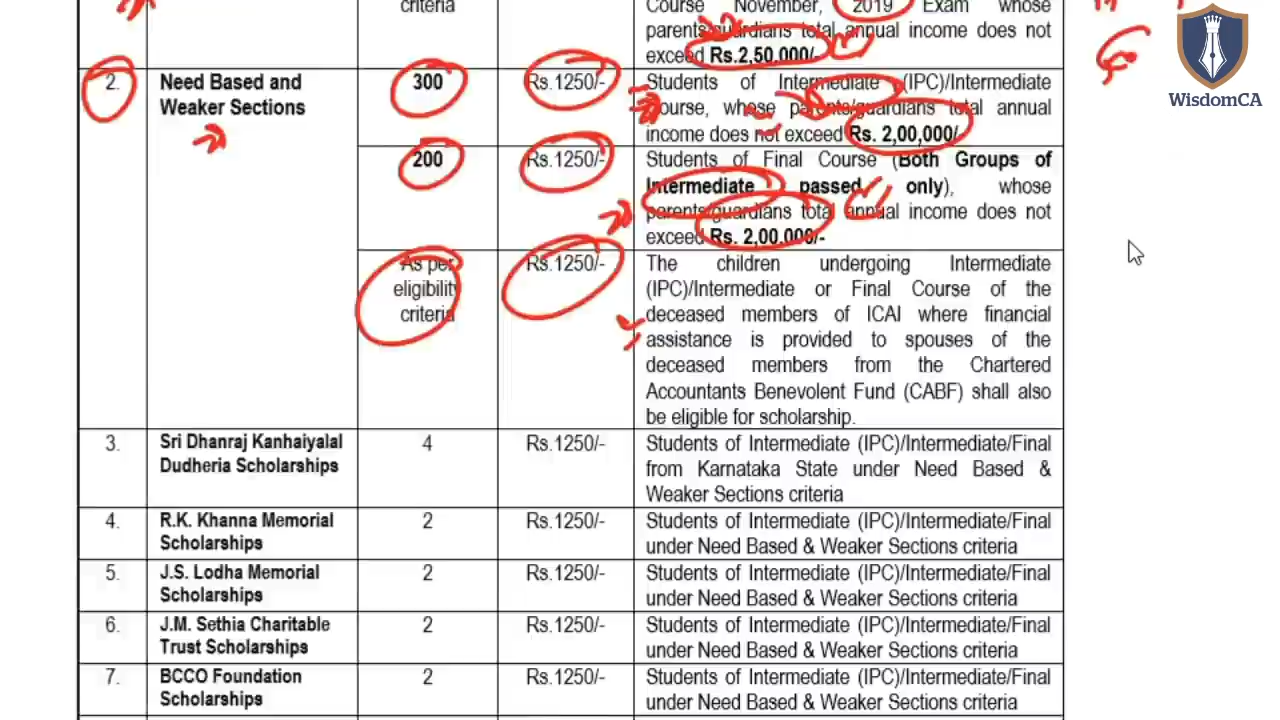 criteria
Course November, 2019 Exam whose
parents/guardians total annual income does not
exceed Rs.2,50,000/-
WisdomCA
2.
Need Based and
Weaker Sections
300
Rs.1250/-
Students of Intermediate (IPC)/Intermediate
Course, whose parents/guardians total annual
income does not exceed Rs. 2,00,000/-
200
Rs.1250/-
Students of Final Course (Both Groups of
Intermediate passed only), whose
parents/guardians total annual income does not
exceed Rs. 2,00,000/-
As per
eligibility
criteria
Rs.1250/-
The children undergoing Intermediate
(IPC)/Intermediate or Final Course of the
deceased members of ICAI where financial
assistance is provided to spouses of the
deceased members from the Chartered
Accountants Benevolent Fund (CABF) shall also
be eligible for scholarship.
3.
Sri Dhanraj Kanhaiyalal
Dudheria Scholarships
4
Rs.1250/-
Students of Intermediate (IPC)/Intermediate/Final
from Karnataka State under Need Based &
Weaker Sections criteria
4.
R.K. Khanna Memorial
Scholarships
2
Rs.1250/-
Students of Intermediate (IPC)/Intermediate/Final
under Need Based & Weaker Sections criteria
5.
J.S. Lodha Memorial
Scholarships
2
Rs.1250/-
Students of Intermediate (IPC)/Intermediate/Final
under Need Based & Weaker Sections criteria
6.
J.M. Sethia Charitable
Trust Scholarships
2
Rs.1250/-
Students of Intermediate (IPC)/Intermediate/Final
under Need Based & Weaker Sections criteria
7.
BCCO Foundation
Scholarships
2
Rs.1250/-
Students of Intermediate (IPC)/Intermediate/Final
under Need Based & Weaker Sections criteria